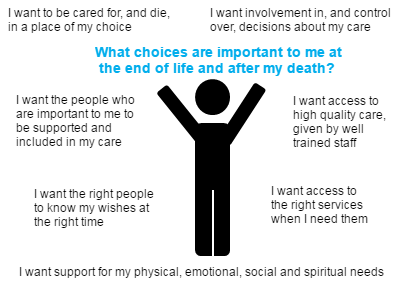 I want to be cared for, and die,
in a place of my choice
I want involvement in, and control
over, decisions about my care
What choices are important to me at
the end of life and after my death?
I want the people who
are important to me to
be supported and
included in my care
I want access to
high quality care,
given by well
trained staff
I want the right people
to know my wishes at
the right time
I want access to
the right services
when I need them
I want support for my physical, emotional, social and spiritual needs